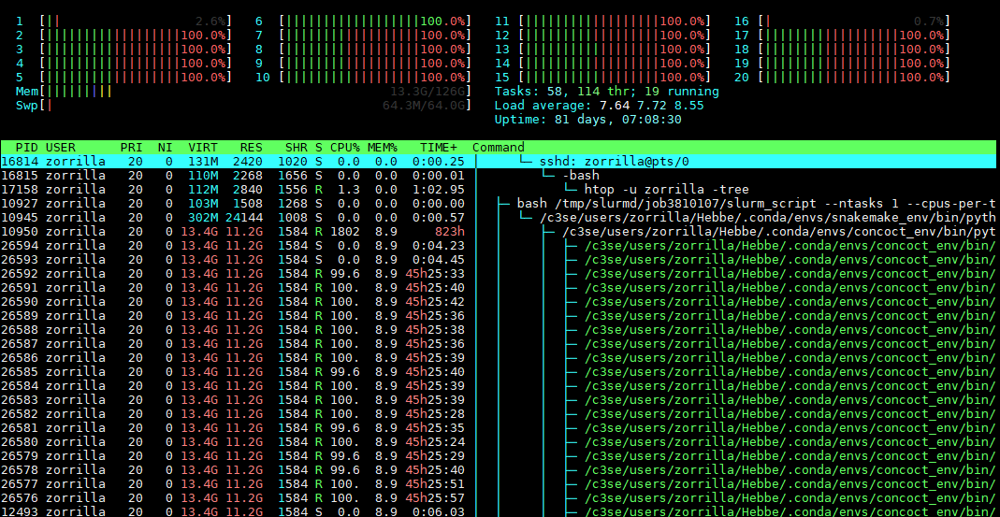 1 [|| 2.6%] 6 [||||||||||||||||||100.0%] 11 [||||||||||||||||||100.0%] 16 [| 0.7%]
2 [||||||||||||||||||100.0%] 7 [||||||||||||||||||100.0%] 12 [||||||||||||||||||100.0%] 17 [||||||||||||||||||100.0%]
3 [||||||||||||||||||100.0%] 8 [||||||||||||||||||100.0%] 13 [||||||||||||||||||100.0%] 18 [||||||||||||||||||100.0%]
4 [||||||||||||||||||100.0%] 9 [||||||||||||||||||100.0%] 14 [||||||||||||||||||100.0%] 19 [||||||||||||||||||100.0%]
5 [||||||||||||||||||100.0%] 10 [||||||||||||||||||100.0%] 15 [||||||||||||||||||100.0%] 20 [||||||||||||||||||100.0%]
Mem[||||||||| 13.3G/126G] Tasks: 58, 114 thr; 19 running
Swp[| 64.3M/64.0G] Load average: 7.64 7.72 8.55
Uptime: 81 days, 07:08:30
PID USER PRI NI VIRT RES SHR S CPU% MEM% TIME+ Command
16814 zorrilla 20 0 131M 2420 1020 S 0.0 0.0 0:00.25 │ └─ sshd: zorrilla@pts/0
16815 zorrilla 20 0 110M 2268 1656 S 0.0 0.0 0:00.01 │ └─ -bash
17158 zorrilla 20 0 112M 2840 1556 R 1.3 0.0 1:02.95 │ └─ htop -u zorrilla -tree
10927 zorrilla 20 0 103M 1508 1268 S 0.0 0.0 0:00.00 │ ├─ bash /tmp/slurmd/job3810107/slurm_script --ntasks 1 --cpus-per-t
10945 zorrilla 20 0 302M 24144 1008 S 0.0 0.0 0:00.57 │ │ └─ /c3se/users/zorrilla/Hebbe/.conda/envs/snakemake_env/bin/pyth
10950 zorrilla 20 0 13.4G 11.2G 1584 R 1802 8.9 823h │ │ ├─ /c3se/users/zorrilla/Hebbe/.conda/envs/concoct_env/bin/pyt
26594 zorrilla 20 0 13.4G 11.2G 1584 S 0.0 8.9 0:04.23 │ │ │ ├─ /c3se/users/zorrilla/Hebbe/.conda/envs/concoct_env/bin/
26593 zorrilla 20 0 13.4G 11.2G 1584 S 0.0 8.9 0:04.45 │ │ │ ├─ /c3se/users/zorrilla/Hebbe/.conda/envs/concoct_env/bin/
26592 zorrilla 20 0 13.4G 11.2G 1584 R 99.6 8.9 45h25:33 │ │ │ ├─ /c3se/users/zorrilla/Hebbe/.conda/envs/concoct_env/bin/
26591 zorrilla 20 0 13.4G 11.2G 1584 R 100. 8.9 45h25:40 │ │ │ ├─ /c3se/users/zorrilla/Hebbe/.conda/envs/concoct_env/bin/
26590 zorrilla 20 0 13.4G 11.2G 1584 R 100. 8.9 45h25:42 │ │ │ ├─ /c3se/users/zorrilla/Hebbe/.conda/envs/concoct_env/bin/
26589 zorrilla 20 0 13.4G 11.2G 1584 R 100. 8.9 45h25:36 │ │ │ ├─ /c3se/users/zorrilla/Hebbe/.conda/envs/concoct_env/bin/
26588 zorrilla 20 0 13.4G 11.2G 1584 R 100. 8.9 45h25:38 │ │ │ ├─ /c3se/users/zorrilla/Hebbe/.conda/envs/concoct_env/bin/
26587 zorrilla 20 0 13.4G 11.2G 1584 R 100. 8.9 45h25:36 │ │ │ ├─ /c3se/users/zorrilla/Hebbe/.conda/envs/concoct_env/bin/
26586 zorrilla 20 0 13.4G 11.2G 1584 R 100. 8.9 45h25:39 │ │ │ ├─ /c3se/users/zorrilla/Hebbe/.conda/envs/concoct_env/bin/
26585 zorrilla 20 0 13.4G 11.2G 1584 R 99.6 8.9 45h25:40 │ │ │ ├─ /c3se/users/zorrilla/Hebbe/.conda/envs/concoct_env/bin/
26584 zorrilla 20 0 13.4G 11.2G 1584 R 100. 8.9 45h25:39 │ │ │ ├─ /c3se/users/zorrilla/Hebbe/.conda/envs/concoct_env/bin/
26583 zorrilla 20 0 13.4G 11.2G 1584 R 100. 8.9 45h25:39 │ │ │ ├─ /c3se/users/zorrilla/Hebbe/.conda/envs/concoct_env/bin/
26582 zorrilla 20 0 13.4G 11.2G 1584 R 100. 8.9 45h25:28 │ │ │ ├─ /c3se/users/zorrilla/Hebbe/.conda/envs/concoct_env/bin/
26581 zorrilla 20 0 13.4G 11.2G 1584 R 99.6 8.9 45h25:35 │ │ │ ├─ /c3se/users/zorrilla/Hebbe/.conda/envs/concoct_env/bin/
26580 zorrilla 20 0 13.4G 11.2G 1584 R 100. 8.9 45h25:24 │ │ │ ├─ /c3se/users/zorrilla/Hebbe/.conda/envs/concoct_env/bin/
26579 zorrilla 20 0 13.4G 11.2G 1584 R 99.6 8.9 45h25:29 │ │ │ ├─ /c3se/users/zorrilla/Hebbe/.conda/envs/concoct_env/bin/
26578 zorrilla 20 0 13.4G 11.2G 1584 R 99.6 8.9 45h25:40 │ │ │ ├─ /c3se/users/zorrilla/Hebbe/.conda/envs/concoct_env/bin/
26577 zorrilla 20 0 13.4G 11.2G 1584 R 100. 8.9 45h25:51 │ │ │ ├─ /c3se/users/zorrilla/Hebbe/.conda/envs/concoct_env/bin/
26576 zorrilla 20 0 13.4G 11.2G 1584 R 100. 8.9 45h25:57 │ │ │ ├─ /c3se/users/zorrilla/Hebbe/.conda/envs/concoct_env/bin/
12493 zorrilla 20 0 13.4G 11.2G 1584 S 0.0 8.9 0:06.03 │ │ │ ├─ /c3se/users/zorrilla/Hebbe/.conda/envs/concoct_env/bin/